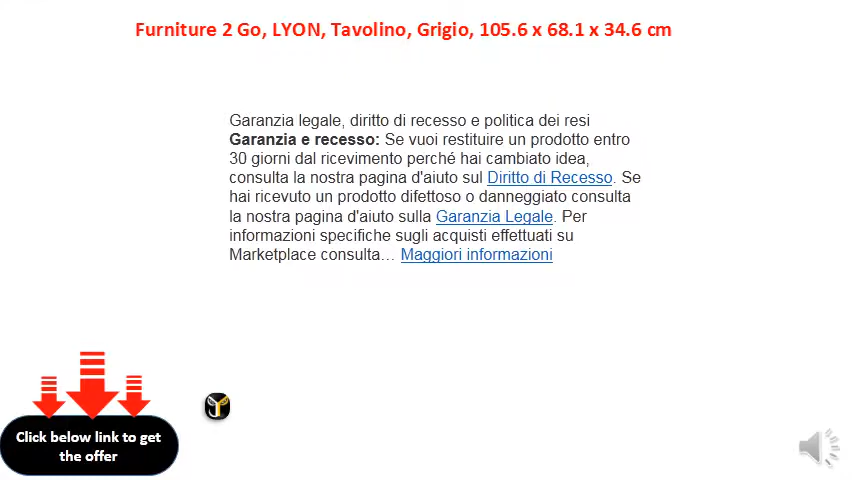 Furniture 2 Go, LYON, Tavolino, Grigio, 105.6 x 68.1 x 34.6 cm
Garanzia legale, diritto di recesso e politica dei resi
Garanzia e recesso: Se vuoi restituire un prodotto entro
30 giorni dal ricevimento perché hai cambiato idea,
consulta la nostra pagina d'aiuto sul Diritto di Recesso. Se
hai ricevuto un prodotto difettoso o danneggiato consulta
la nostra pagina d'aiuto sulla Garanzia Legale. Per
informazioni specifiche sugli acquisti effettuati su
Marketplace consulta… Maggiori informazioni
Click below link to get
the offer